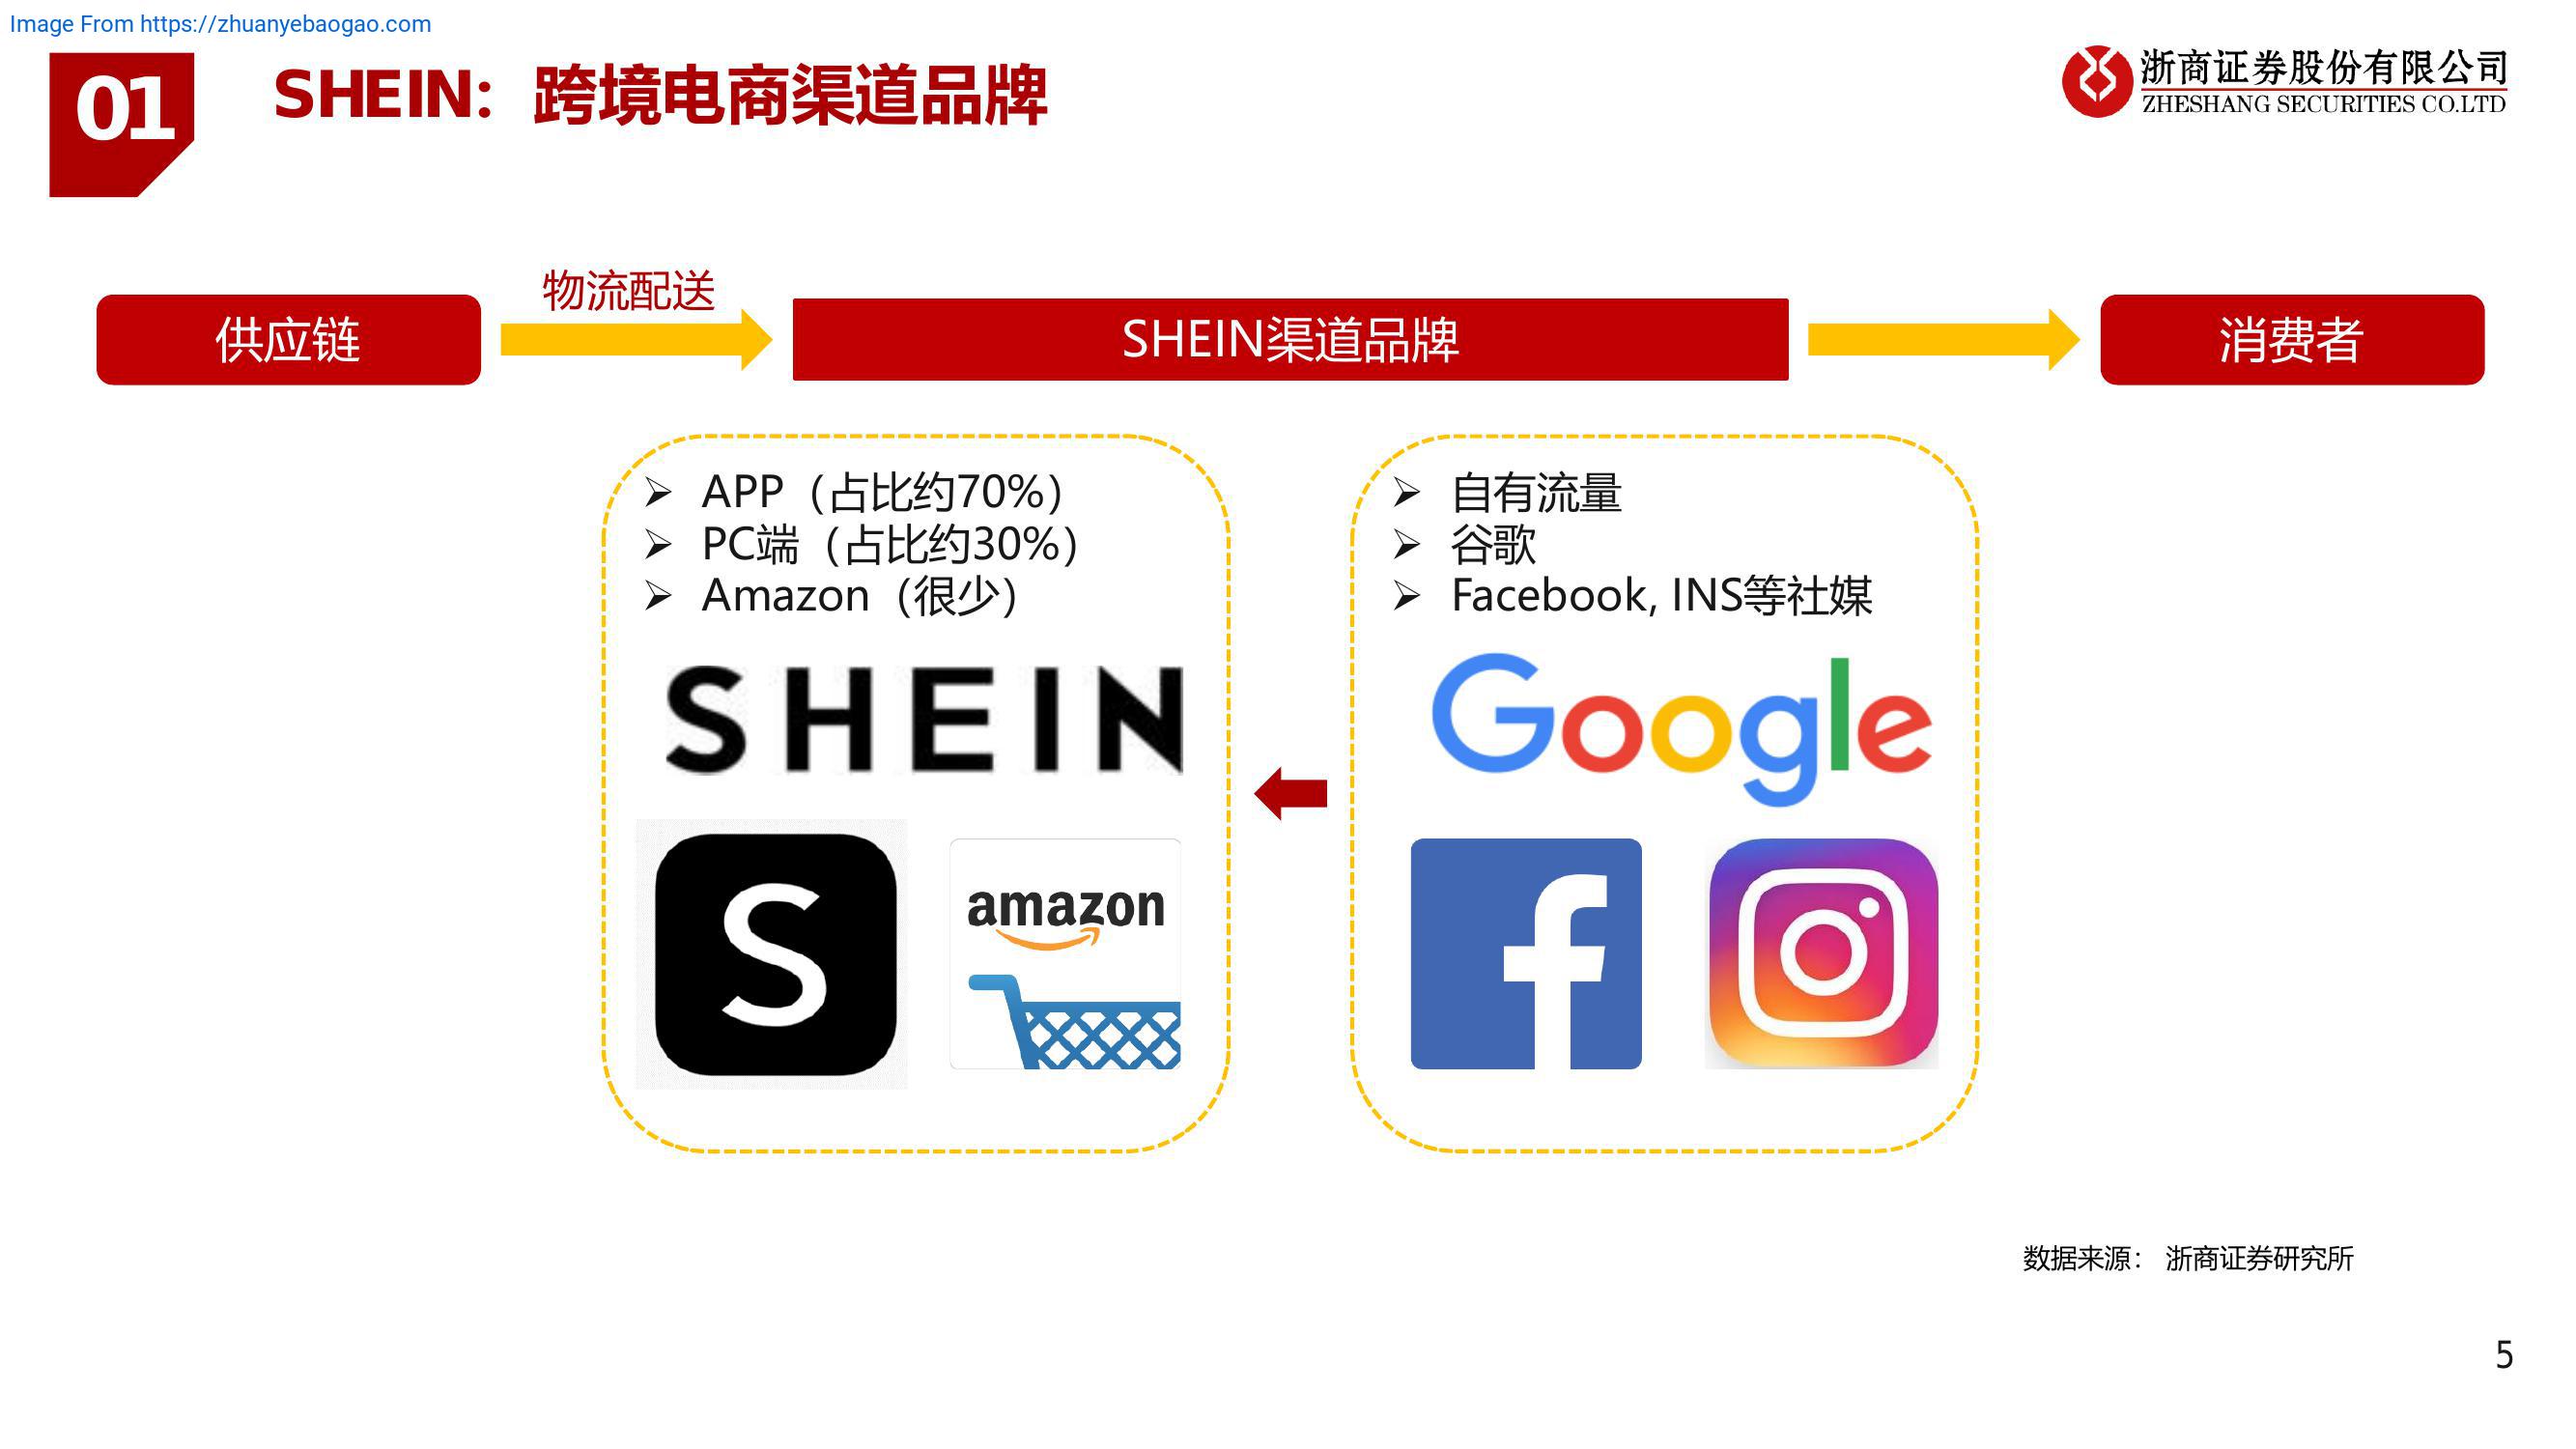 Image From https://zhuanyebaogao.com
01
SHEIN：跨境电商渠道品牌
浙商证券股份有限公司
ZHESHANG SECURITIES CO.LTD
供应链
物流配送
SHEIN渠道品牌
消费者
APP（占比约70%）
PC端（占比约30%）
Amazon（很少）
SHEIN
S
amazon
自有流量
谷歌
Facebook, INS等社媒
Google
f
数据来源： 浙商证券研究所
5